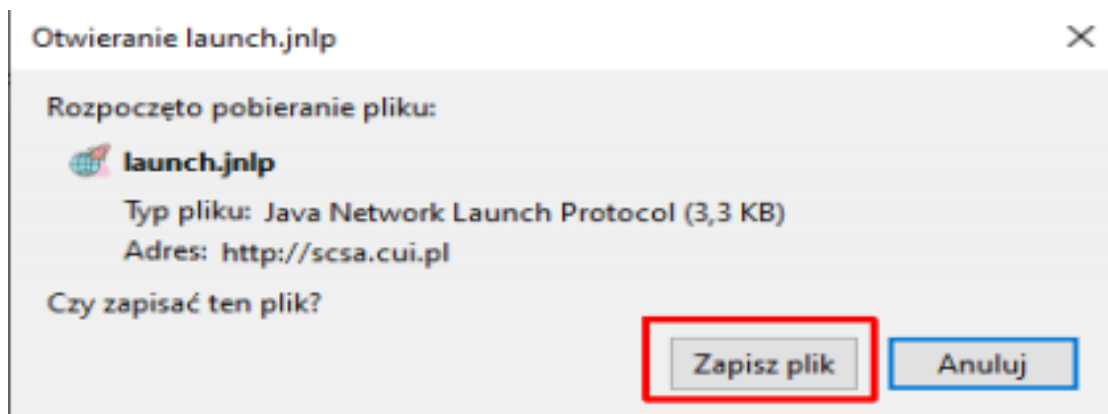 Otwieranie launch.jnlp
Rozpoczęto pobieranie pliku:
launch.jnlp
Typ pliku: Java Network Launch Protocol (3,3 KB)
Adres: http://scsa.cui.pl
Czy zapisać ten plik?
Zapisz plik Anuluj